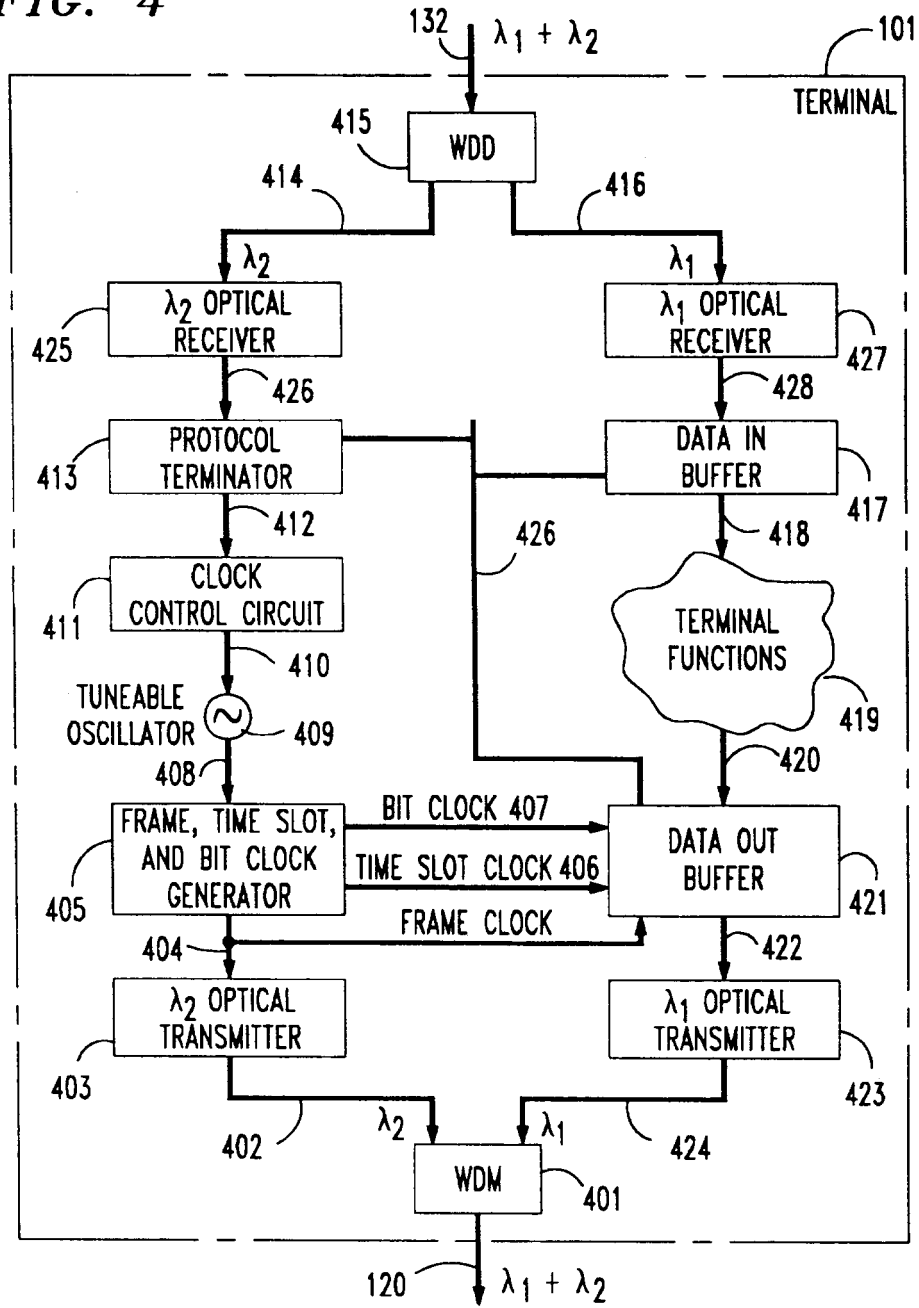 FIG. 4
132
λ1 + λ2
101
TERMINAL
415
WDD
414
416
λ2
λ1
λ2 OPTICAL
RECEIVER
λ1 OPTICAL
RECEIVER
425
427
426
428
PROTOCOL
TERMINATOR
DATA IN
BUFFER
413
417
412
418
426
CLOCK
CONTROL CIRCUIT
411
TERMINAL
FUNCTIONS
410
TUNEABLE
OSCILLATOR
409
419
408
420
FRAME, TIME SLOT,
AND BIT CLOCK
GENERATOR
BIT CLOCK 407
TIME SLOT CLOCK 406
DATA OUT
BUFFER
405
421
FRAME CLOCK
404
422
λ2 OPTICAL
TRANSMITTER
λ1 OPTICAL
TRANSMITTER
403
423
402
λ2
λ1
424
WDM
401
120
λ1 + λ2